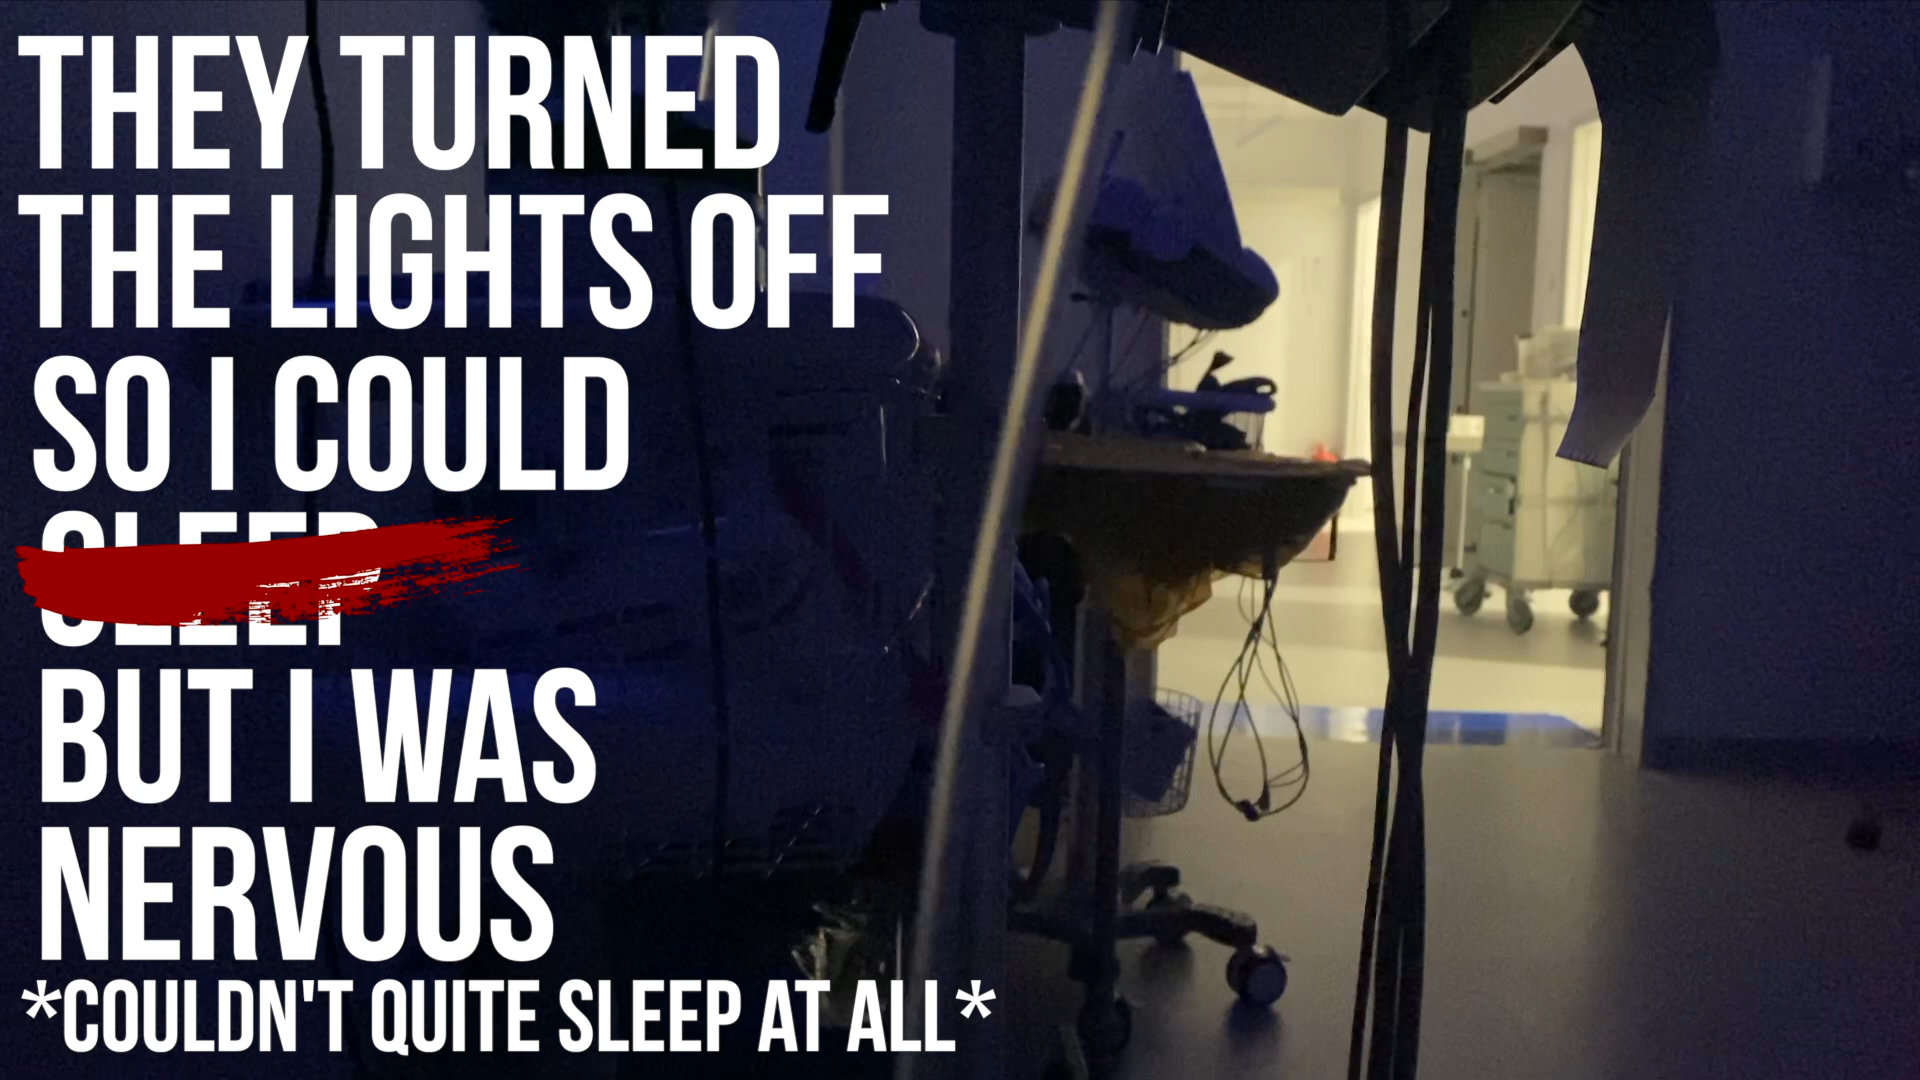 THEY TURNED
THE LIGHTS OFF
SO I COULD
SLEEP
BUT I WAS
NERVOUS
*COULDN'T QUITE SLEEP AT ALL*